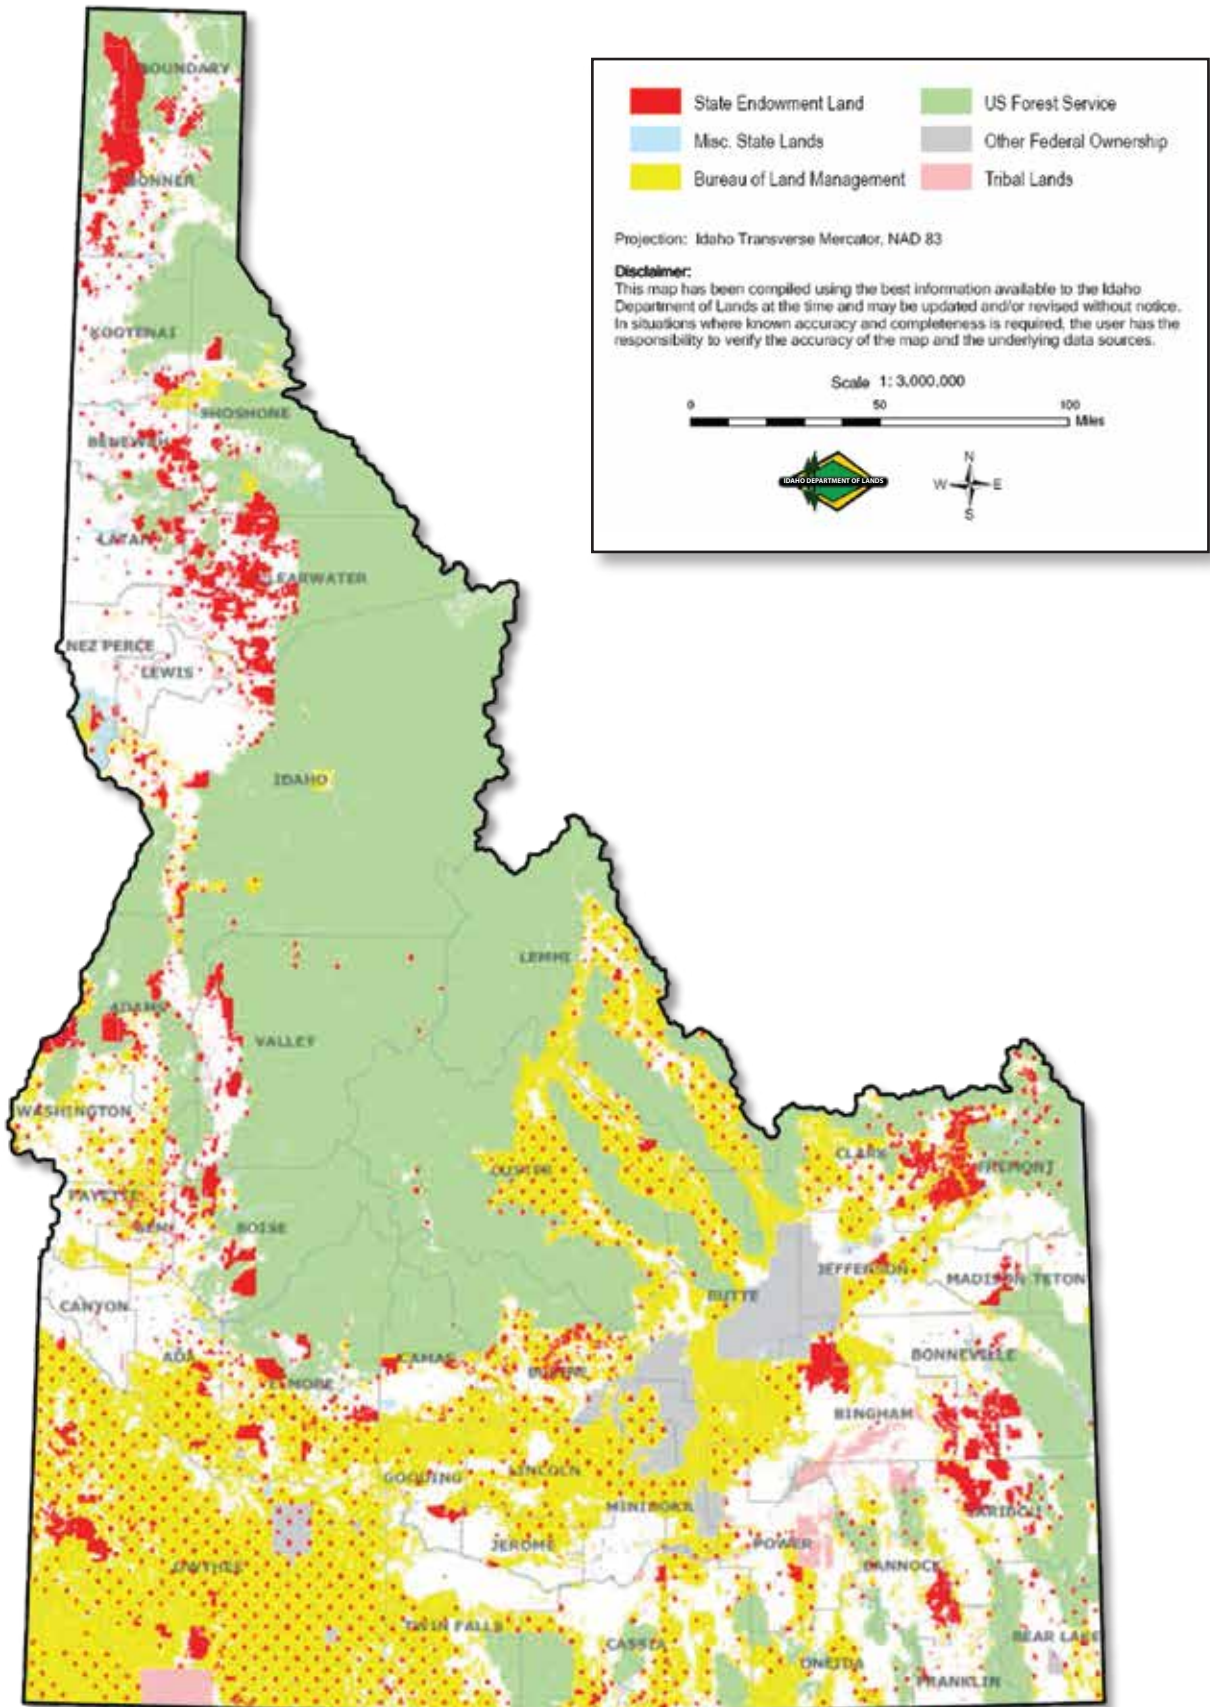 State Endowment Land
US Forest Service
Misc. State Lands
Other Federal Ownership
Bureau of Land Management
Tribal Lands
Projection: Idaho Transverse Mercator, NAD 83
Disclaimer:
This map has been compiled using the best information available to the Idaho
Department of Lands at the time and may be updated and/or revised without notice.
In situations where known accuracy and completeness is required, the user has the
responsibility to verify the accuracy of the map and the underlying data sources.
Scale 1: 3,000,000
0 50 100
Miles
IDAHO DEPARTMENT OF LANDS
N
W E
S
BOUNDARY
BONNER
KOOTENAI
SHOSHONE
BENEWAH
LATAH
CLEARWATER
NEZ PERCE
LEWIS
IDAHO
LEMHI
ADAMS
VALLEY
WASHINGTON
CUSTER
CLARK
FREMONT
PAYETTE
GEM
BOISE
JEFFERSON
MADISON TETON
BUTTE
CANYON
ADA
CAMAS
BLAINE
BONNEVILLE
ELMORE
BINGHAM
GOODING
LINCOLN
MINIDOKA
CARIBOU
JEROME
POWER
OWYHEE
BANNOCK
TWIN FALLS
CASSIA
BEAR LAKE
ONEIDA
FRANKLIN